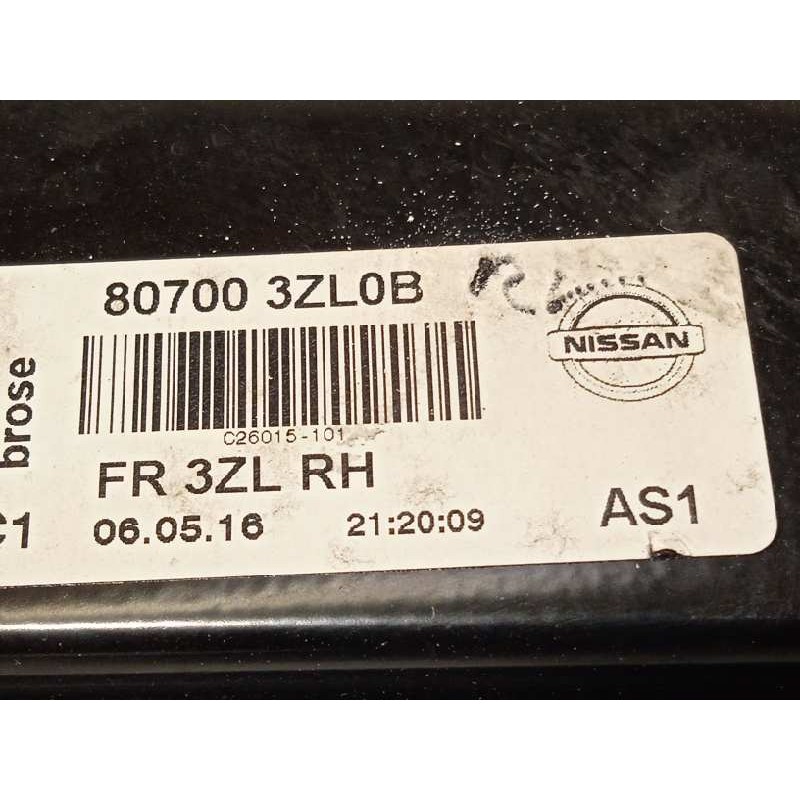 80700 3ZL0B
NISSAN
brose
C26015-101
FR 3ZL RH
C1
06.05.16 21:20:09
AS1